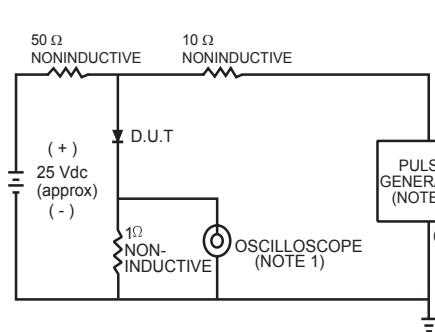 50 Ω
NONINDUCTIVE
10 Ω
NONINDUCTIVE
D.U.T
( + )
25 Vdc
(approx)
( - )
1Ω
NON-
INDUCTIVE
OSCILLOSCOPE
(NOTE 1)
PULS
GENERA
(NOTE
(